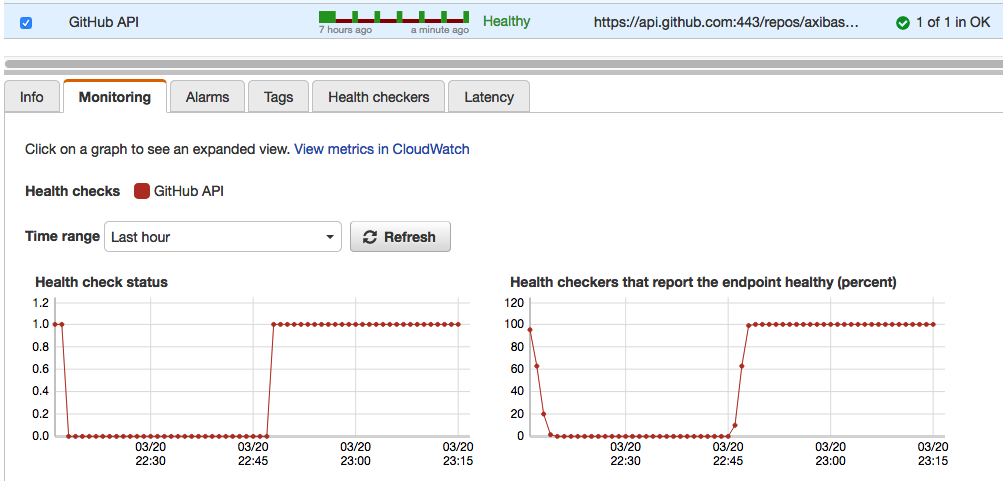 GitHub API
7 hours ago a minute ago
Healthy
https://api.github.com:443/repos/axibas…
1 of 1 in OK
Info Monitoring Alarms Tags Health checkers Latency
Click on a graph to see an expanded view. View metrics in CloudWatch
Health checks GitHub API
Time range Last hour Refresh
Health check status
1.2
1.0
0.8
0.6
0.4
0.2
0.0
03/20 03/20 03/20 03/20
22:30 22:45 23:00 23:15
Health checkers that report the endpoint healthy (percent)
120
100
80
60
40
20
0
03/20 03/20 03/20 03/20
22:30 22:45 23:00 23:15